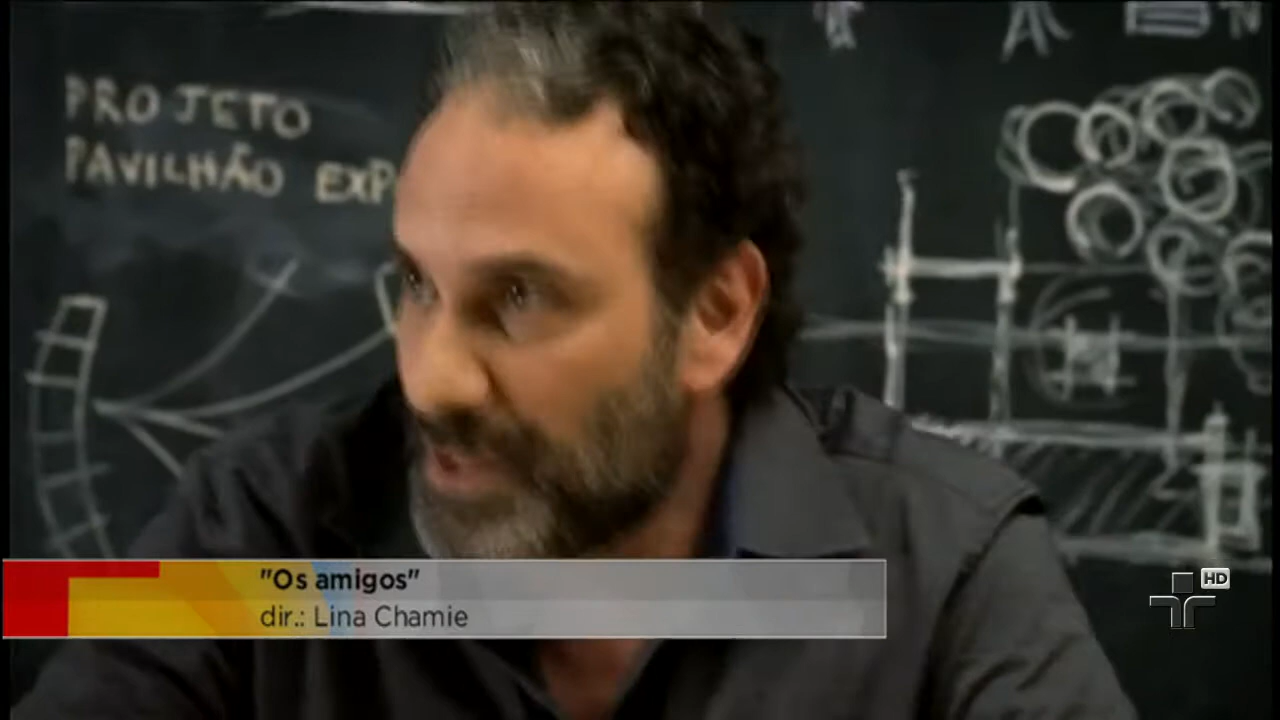 PROJETO
PAVILHÃO EXP
"Os amigos"
dir.: Lina Chamie
HD